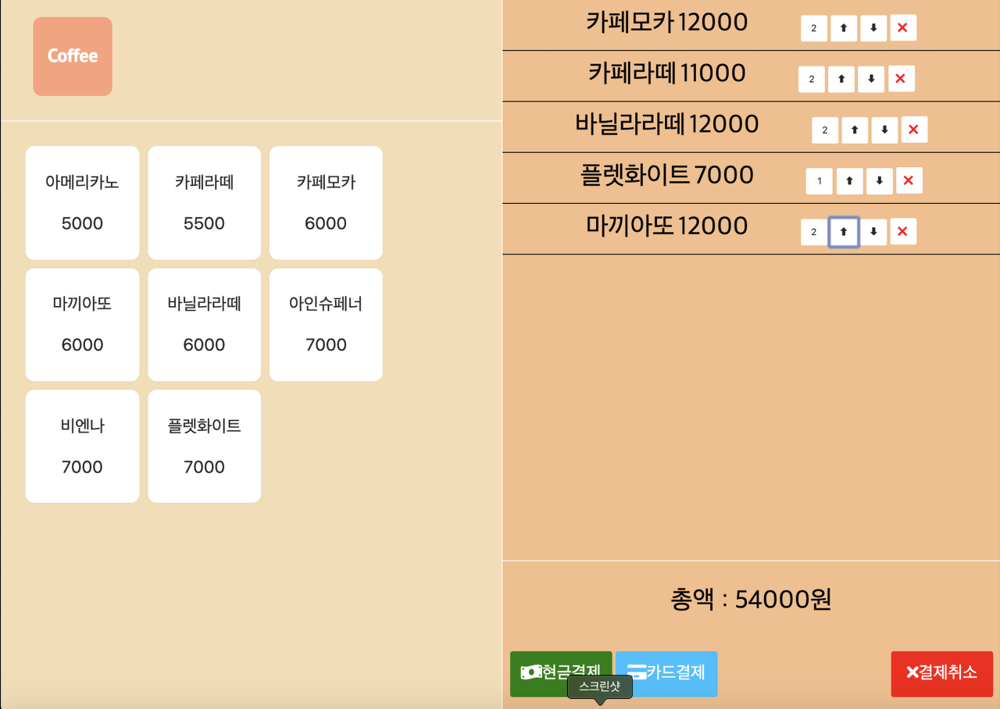 Coffee
아메리카노
5000
카페라떼
5500
카페모카
6000
마끼아또
6000
바닐라라떼
6000
아인슈페너
7000
비엔나
7000
플렛화이트
7000
카페모카 12000
2
카페라떼 11000
2
바닐라라떼 12000
2
플렛화이트 7000
1
마끼아또 12000
2
총액 : 54000원
현금결제
카드결제
결제취소
스크린샷